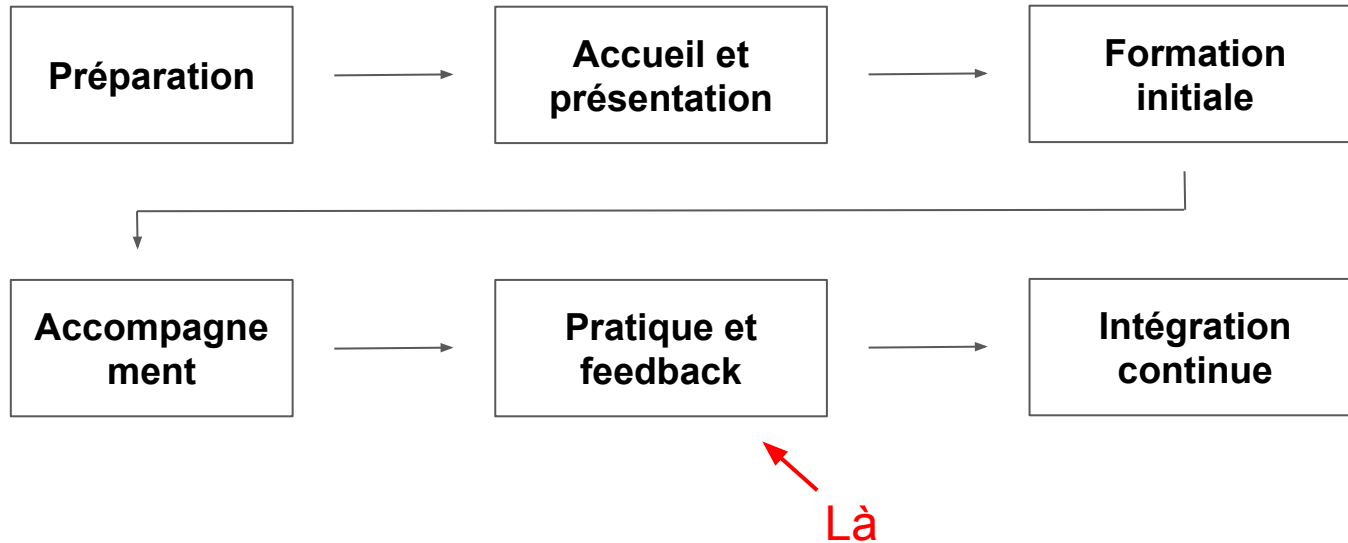 Préparation
Accueil et
présentation
Formation
initiale
Accompagne
ment
Pratique et
feedback
Intégration
continue
Là